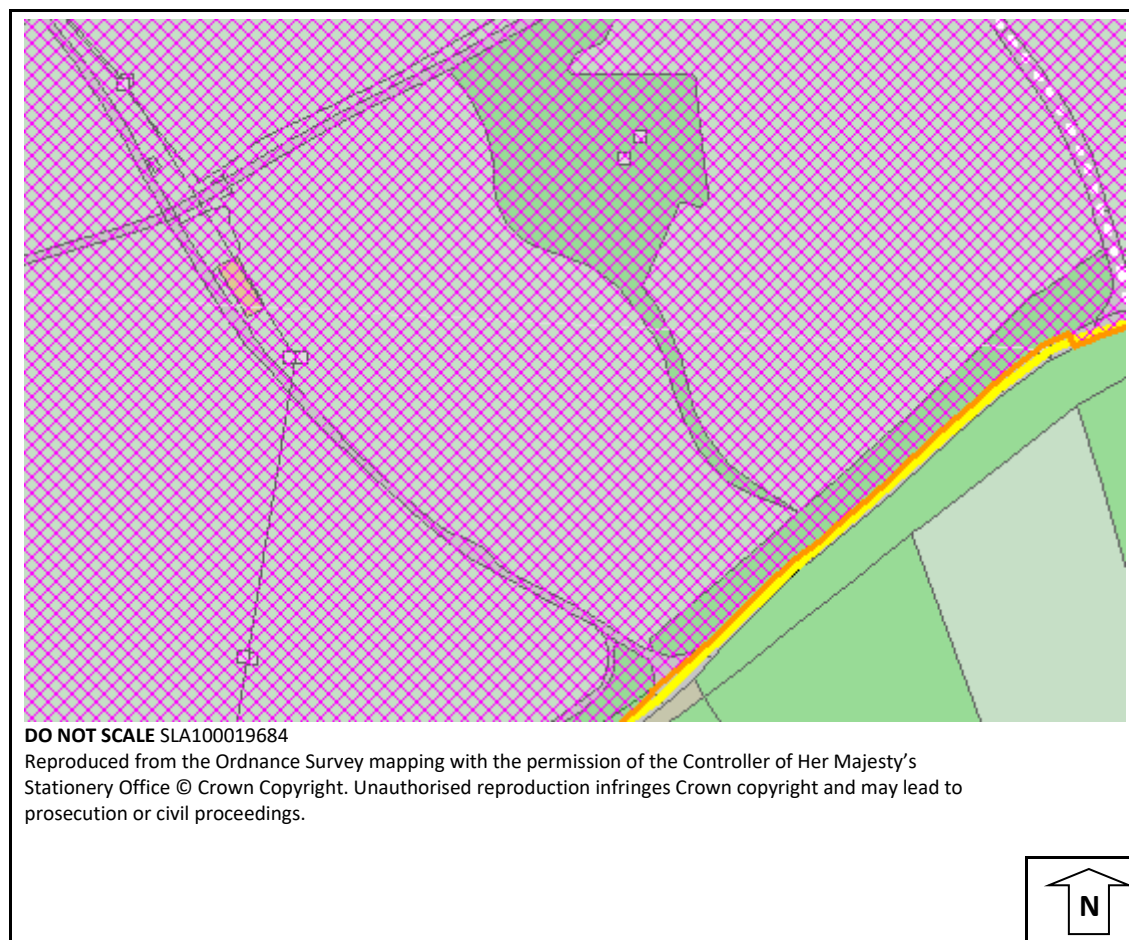 DO NOT SCALE SLA100019684
Reproduced from the Ordnance Survey mapping with the permission of the Controller of Her Majesty’s
Stationery Office © Crown Copyright. Unauthorised reproduction infringes Crown copyright and may lead to
prosecution or civil proceedings.
N